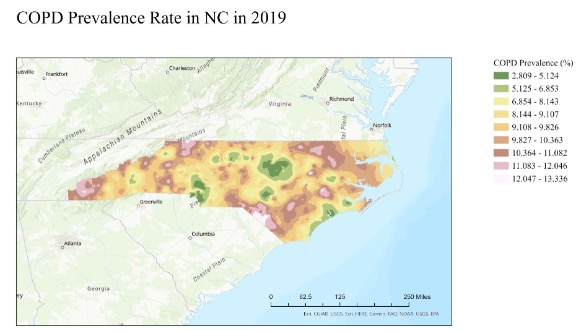 COPD Prevalence Rate in NC in 2019
COPD Prevalence (%)
2.809 - 5.124
5.125 - 6.853
6.854 - 8.143
8.144 - 9.107
9.108 - 9.826
9.827 - 10.363
10.364 - 11.082
11.083 - 12.046
12.047 - 13.336
Charleston
Frankfort
Kentucky
Virginia
Richmond
Norfolk
Piedmont
Cumberland Plateau
Appalachian Mountains
Mountains
Greenville
Columbia
Atlanta
Georgia
Coastal Plain
0 62.5 125 250 Miles
Esri, CGIAR, USGS, Esri, HERE, Garmin, FAO, NOAA, USGS, EPA